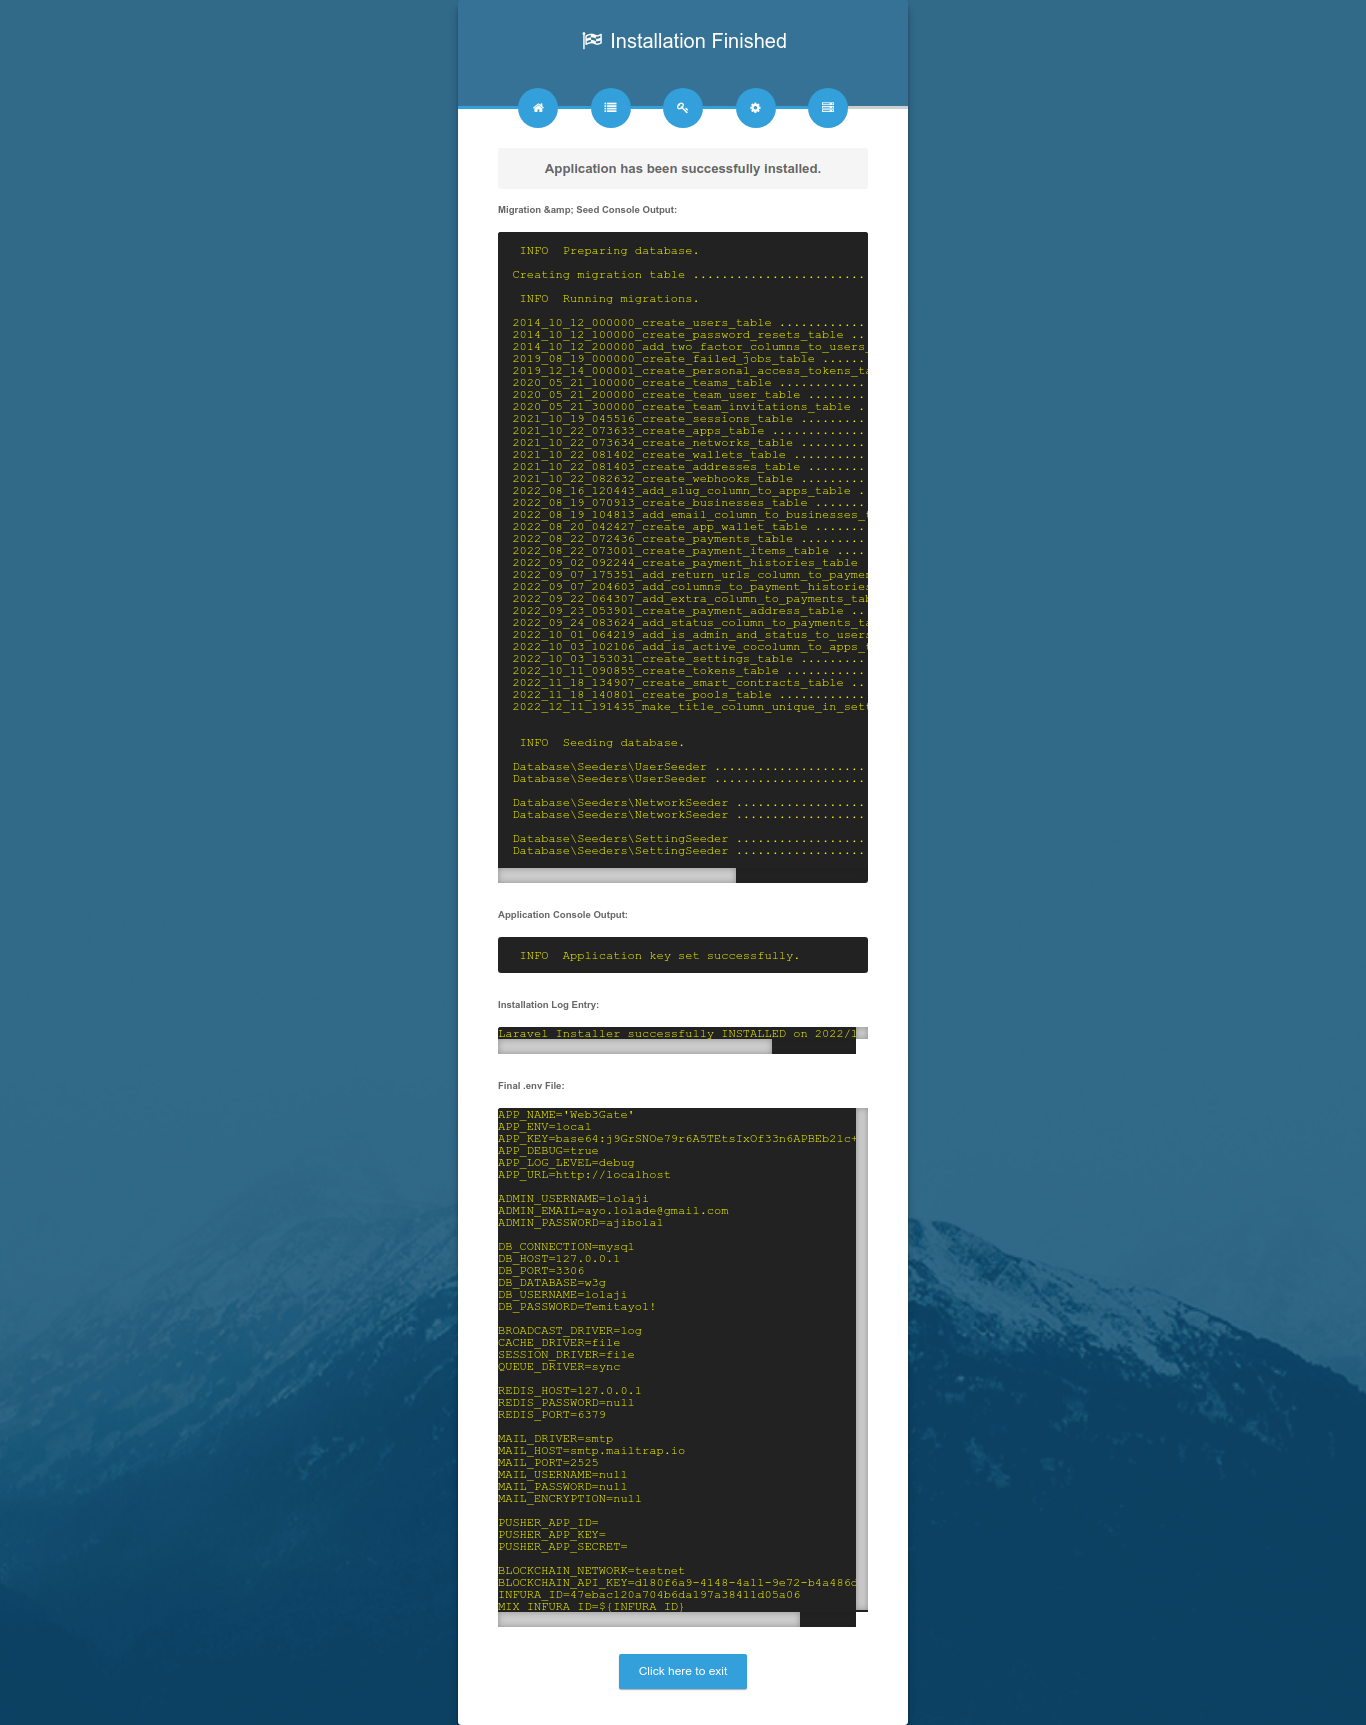 Installation Finished
Application has been successfully installed.
Migration &amp; Seed Console Output:
INFO  Preparing database.
Creating migration table ........................
INFO  Running migrations.
2014_10_12_000000_create_users_table ............
2014_10_12_100000_create_password_resets_table ..
2014_10_12_200000_add_two_factor_columns_to_users_
2019_08_19_000000_create_failed_jobs_table ......
2019_12_14_000001_create_personal_access_tokens_ta
2020_05_21_100000_create_teams_table ............
2020_05_21_200000_create_team_user_table ........
2020_05_21_300000_create_team_invitations_table .
2021_10_19_045516_create_sessions_table .........
2021_10_22_073633_create_apps_table .............
2021_10_22_073634_create_networks_table .........
2021_10_22_081402_create_wallets_table ..........
2021_10_22_081403_create_addresses_table ........
2021_10_22_082632_create_webhooks_table .........
2022_08_16_120443_add_slug_column_to_apps_table .
2022_08_19_070913_create_businesses_table .......
2022_08_19_104813_add_email_column_to_businesses_t
2022_08_20_042427_create_app_wallet_table .......
2022_08_22_072436_create_payments_table .........
2022_08_22_073001_create_payment_items_table ....
2022_09_02_092244_create_payment_histories_table
2022_09_07_175351_add_return_urls_column_to_paymen
2022_09_07_204603_add_columns_to_payment_histories
2022_09_22_064307_add_extra_column_to_payments_tab
2022_09_23_053901_create_payment_address_table ..
2022_09_24_083624_add_status_column_to_payments_ta
2022_10_01_064219_add_is_admin_and_status_to_users
2022_10_03_102106_add_is_active_cocolumn_to_apps_t
2022_10_03_153031_create_settings_table .........
2022_10_11_090855_create_tokens_table ...........
2022_11_18_134907_create_smart_contracts_table ..
2022_11_18_140801_create_pools_table ............
2022_12_11_191435_make_title_column_unique_in_sett
INFO  Seeding database.
Database\Seeders\UserSeeder .....................
Database\Seeders\UserSeeder .....................
Database\Seeders\NetworkSeeder ..................
Database\Seeders\NetworkSeeder ..................
Database\Seeders\SettingSeeder ..................
Database\Seeders\SettingSeeder ..................
Application Console Output:
INFO  Application key set successfully.
Installation Log Entry:
Laravel Installer successfully INSTALLED on 2022/1
Final .env File:
APP_NAME='Web3Gate'
APP_ENV=local
APP_KEY=base64:j9GrSNOe79r6A5TEtsIxOf33n6APBEb2lc+
APP_DEBUG=true
APP_LOG_LEVEL=debug
APP_URL=http://localhost
ADMIN_USERNAME=lolaji
ADMIN_EMAIL=ayo.lolade@gmail.com
ADMIN_PASSWORD=ajibola1
DB_CONNECTION=mysql
DB_HOST=127.0.0.1
DB_PORT=3306
DB_DATABASE=w3g
DB_USERNAME=lolaji
DB_PASSWORD=Temitayo1!
BROADCAST_DRIVER=log
CACHE_DRIVER=file
SESSION_DRIVER=file
QUEUE_DRIVER=sync
REDIS_HOST=127.0.0.1
REDIS_PASSWORD=null
REDIS_PORT=6379
MAIL_DRIVER=smtp
MAIL_HOST=smtp.mailtrap.io
MAIL_PORT=2525
MAIL_USERNAME=null
MAIL_PASSWORD=null
MAIL_ENCRYPTION=null
PUSHER_APP_ID=
PUSHER_APP_KEY=
PUSHER_APP_SECRET=
BLOCKCHAIN_NETWORK=testnet
BLOCKCHAIN_API_KEY=d180f6a9-4148-4a11-9e72-b4a486d
INFURA_ID=47ebac120a704b6da197a38411d05a06
MIX_INFURA_ID=${INFURA_ID}
Click here to exit